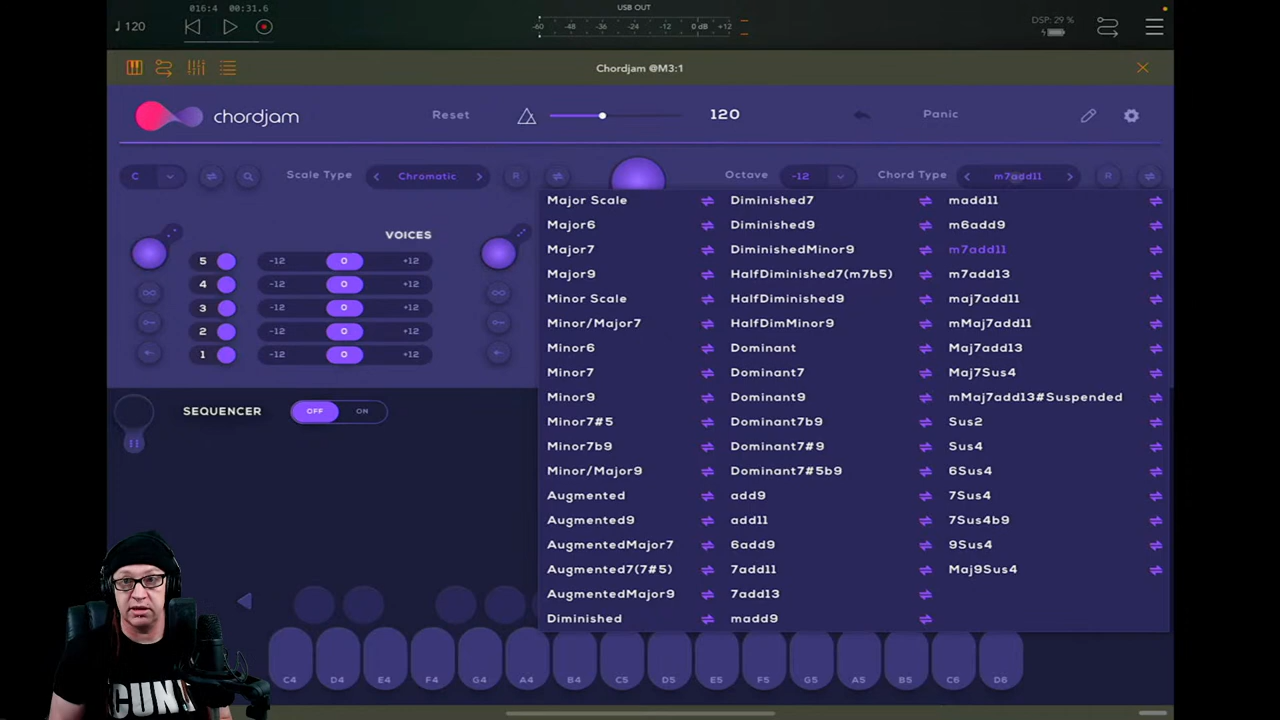 USB OUT
016:4 00:31.6
120
-60 -48 -36 -24 -12 0 dB +12
DSP: 29 %
Chordjam @M3:1
chordjam
Reset
120
Panic
C
Scale Type
Chromatic
R
Octave
-12
Chord Type
m7add11
R
VOICES
5 -12 0 +12
4 -12 0 +12
3 -12 0 +12
2 -12 0 +12
1 -12 0 +12
SEQUENCER OFF ON
Major Scale Diminished7 madd11
Major6 Diminished9 m6add9
Major7 DiminishedMinor9 m7add11
Major9 HalfDiminished7(m7b5) m7add13
Minor Scale HalfDiminished9 maj7add11
Minor/Major7 HalfDimMinor9 mMaj7add11
Minor6 Dominant Maj7add13
Minor7 Dominant7 Maj7Sus4
Minor9 Dominant9 mMaj7add13#Suspended
Minor7#5 Dominant7b9 Sus2
Minor7b9 Dominant7#9 Sus4
Minor/Major9 Dominant7#5b9 6Sus4
Augmented add9 7Sus4
Augmented9 add11 7Sus4b9
AugmentedMajor7 6add9 9Sus4
Augmented7(7#5) 7add11 Maj9Sus4
AugmentedMajor9 7add13
Diminished madd9
C4 D4 E4 F4 G4 A4 B4 C5 D5 E5 F5 G5 A5 B5 C6 D6